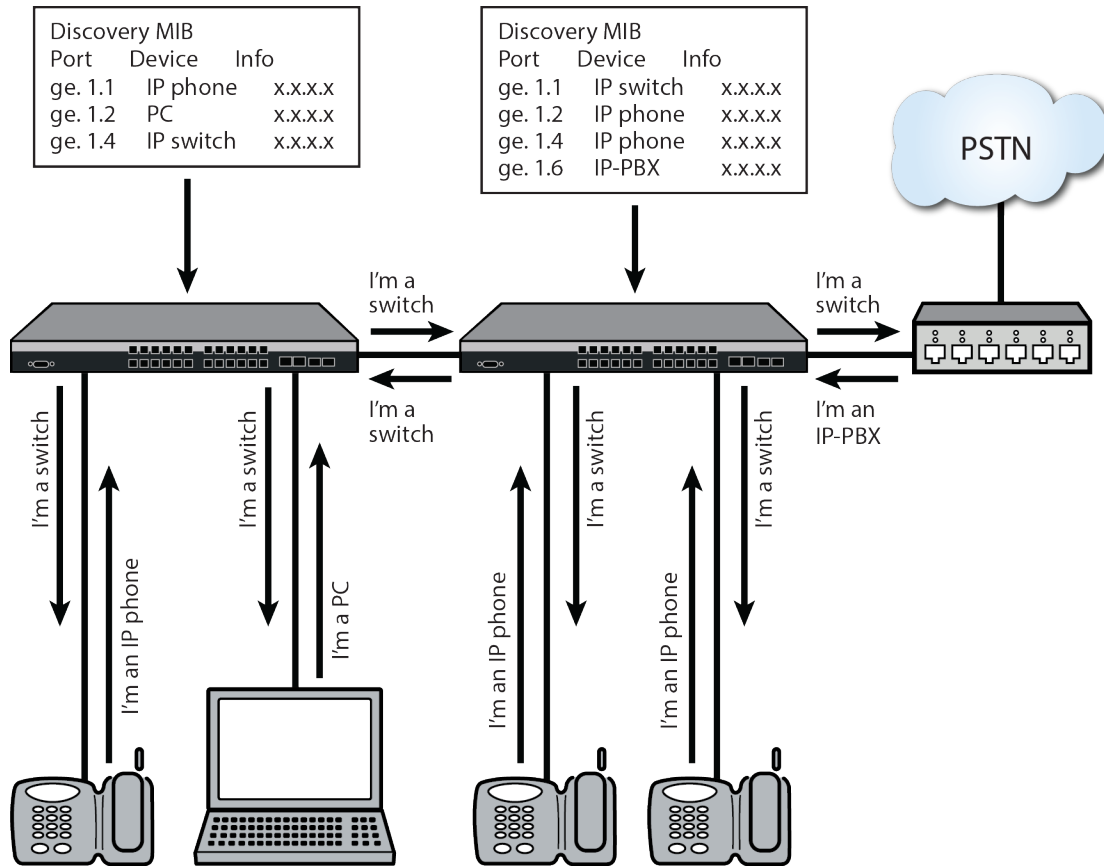 Discovery MIB
Port Device Info
ge. 1.1 IP phone x.x.x.x
ge. 1.2 PC x.x.x.x
ge. 1.4 IP switch x.x.x.x
Discovery MIB
Port Device Info
ge. 1.1 IP switch x.x.x.x
ge. 1.2 IP phone x.x.x.x
ge. 1.4 IP phone x.x.x.x
ge. 1.6 IP-PBX x.x.x.x
PSTN
I'm a
switch
I'm a
switch
I'm a
switch
I'm an
IP-PBX
I'm a switch
I'm an IP phone
I'm a switch
I'm a PC
I'm an IP phone
I'm a switch
I'm an IP phone
I'm a switch